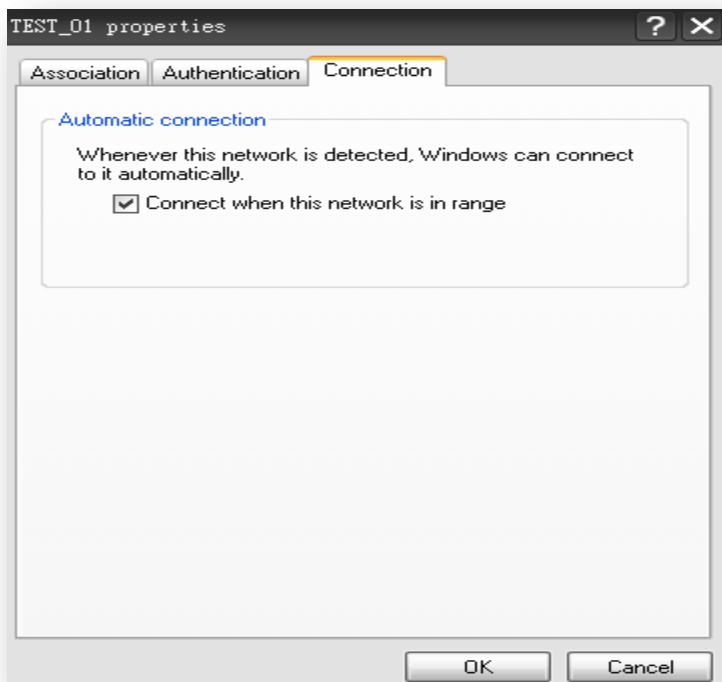 TEST_01 properties
Association
Authentication
Connection
Automatic connection
Whenever this network is detected, Windows can connect
to it automatically.
Connect when this network is in range
OK
Cancel